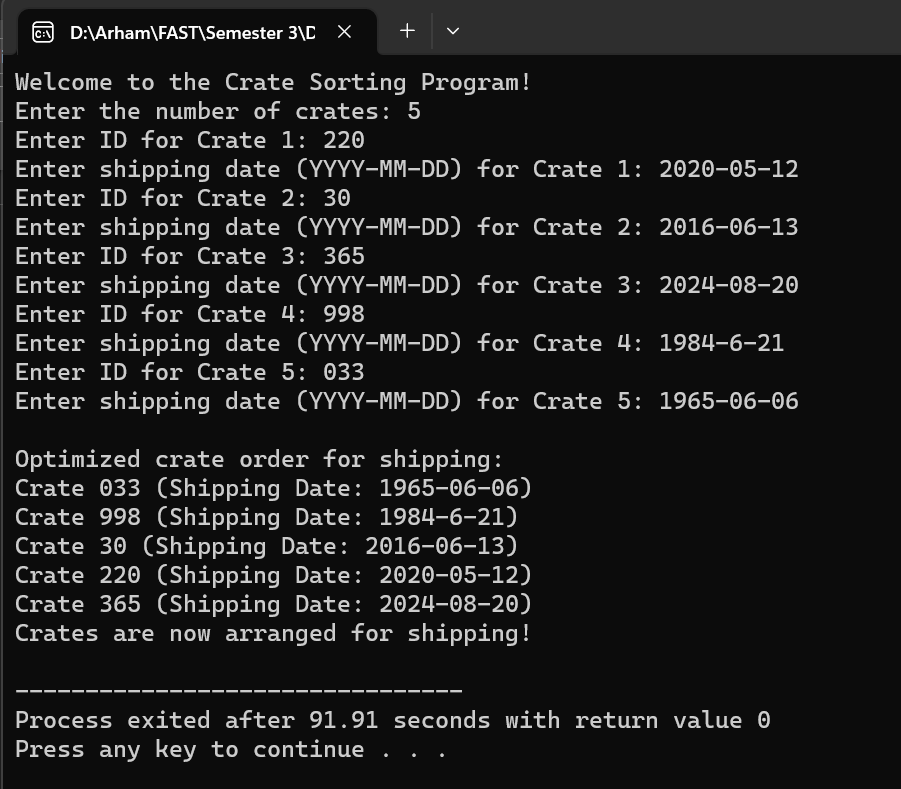 D:\Arham\FAST\Semester 3\D
Welcome to the Crate Sorting Program!
Enter the number of crates: 5
Enter ID for Crate 1: 220
Enter shipping date (YYYY-MM-DD) for Crate 1: 2020-05-12
Enter ID for Crate 2: 30
Enter shipping date (YYYY-MM-DD) for Crate 2: 2016-06-13
Enter ID for Crate 3: 365
Enter shipping date (YYYY-MM-DD) for Crate 3: 2024-08-20
Enter ID for Crate 4: 998
Enter shipping date (YYYY-MM-DD) for Crate 4: 1984-6-21
Enter ID for Crate 5: 033
Enter shipping date (YYYY-MM-DD) for Crate 5: 1965-06-06

Optimized crate order for shipping:
Crate 033 (Shipping Date: 1965-06-06)
Crate 998 (Shipping Date: 1984-6-21)
Crate 30 (Shipping Date: 2016-06-13)
Crate 220 (Shipping Date: 2020-05-12)
Crate 365 (Shipping Date: 2024-08-20)
Crates are now arranged for shipping!

--------------------------------
Process exited after 91.91 seconds with return value 0
Press any key to continue . . .